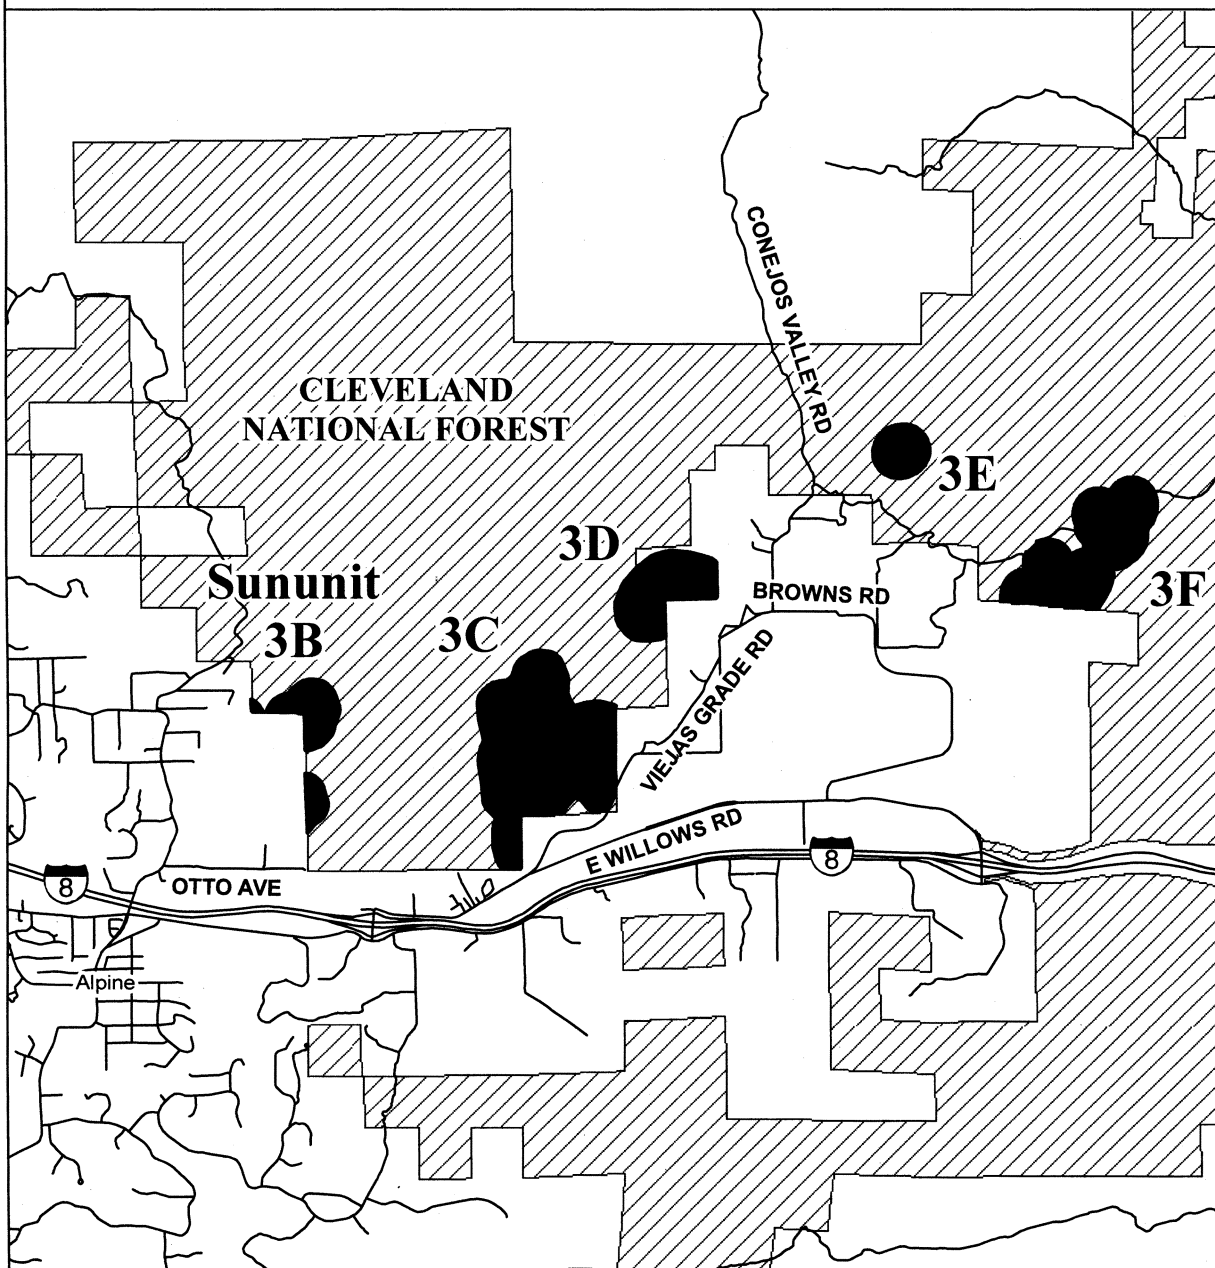 CONEJOS VALLEY RD
CLEVELAND
NATIONAL FOREST
3E
3D
Sununit
BROWNS RD
3F
3B
3C
VIEJAS GRADE RD
E WILLOWS RD
8
8
OTTO AVE
Alpine